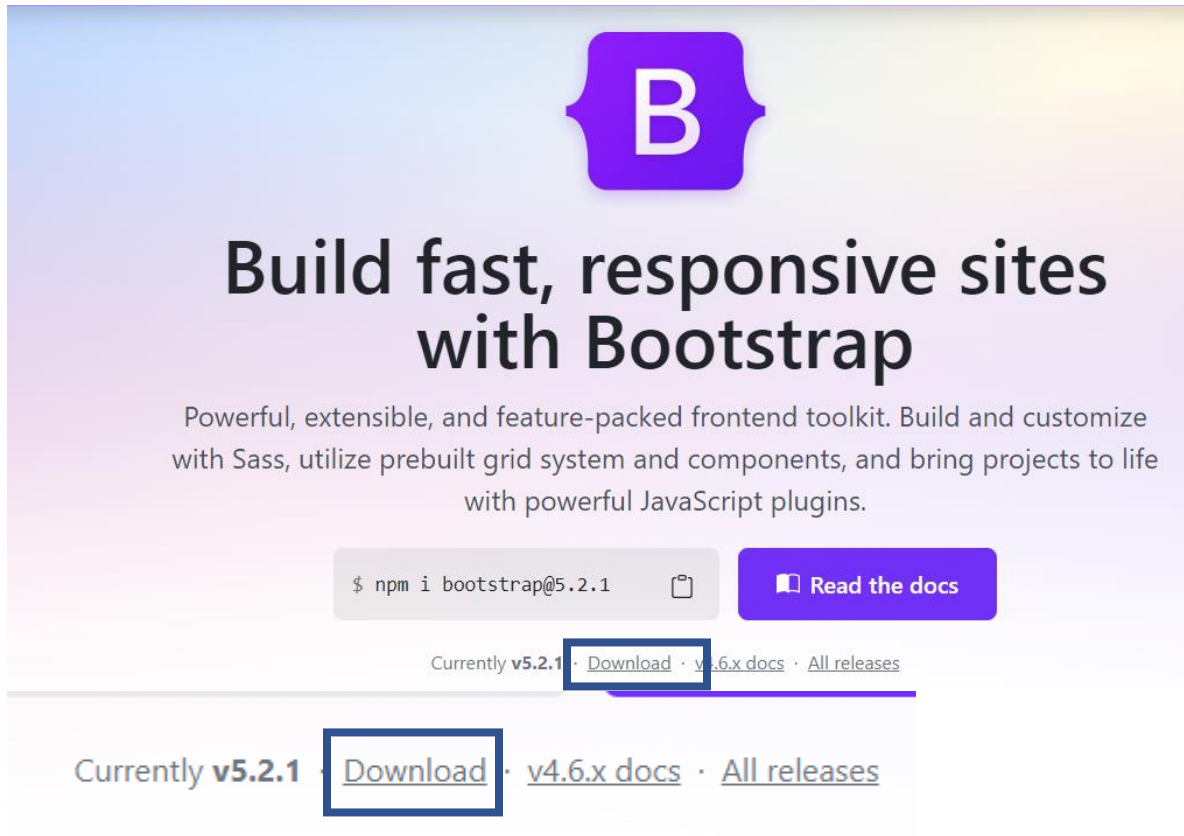 B
Build fast, responsive sites
with Bootstrap
Powerful, extensible, and feature-packed frontend toolkit. Build and customize
with Sass, utilize prebuilt grid system and components, and bring projects to life
with powerful JavaScript plugins.
$ npm i bootstrap@5.2.1 Read the docs
Currently v5.2.1 · Download · v4.6.x docs · All releases
Currently v5.2.1 · Download · v4.6.x docs · All releases